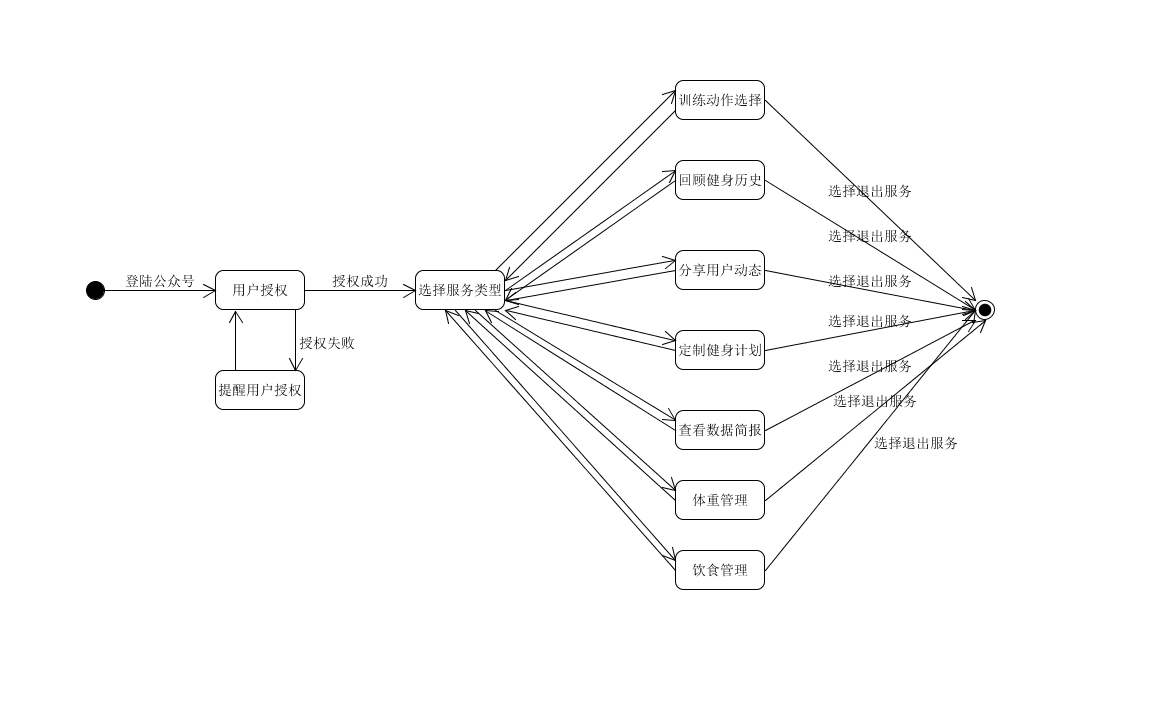 训练动作选择
回顾健身历史
选择退出服务
选择退出服务
分享用户动态
登陆公众号
用户授权
授权成功
选择服务类型
选择退出服务
选择退出服务
授权失败
定制健身计划
选择退出服务
提醒用户授权
选择退出服务
查看数据简报
选择退出服务
体重管理
饮食管理